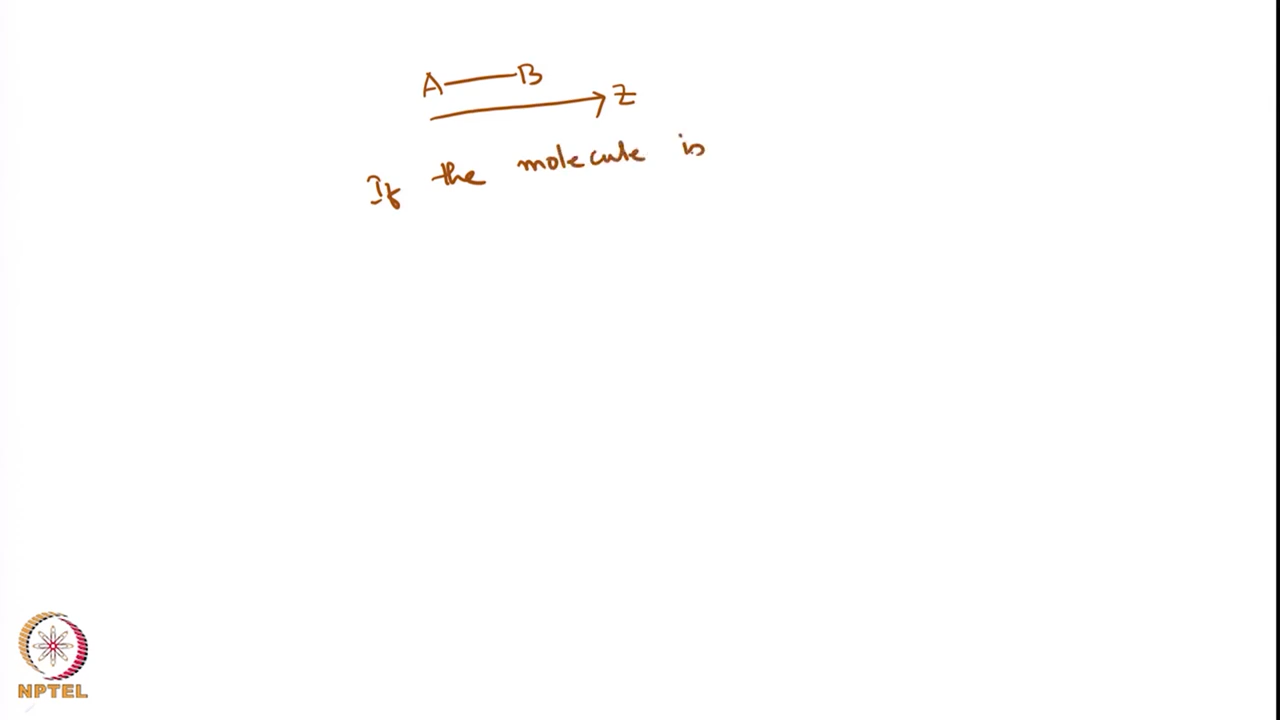 A — B
Z
If the molecule is
NPTEL